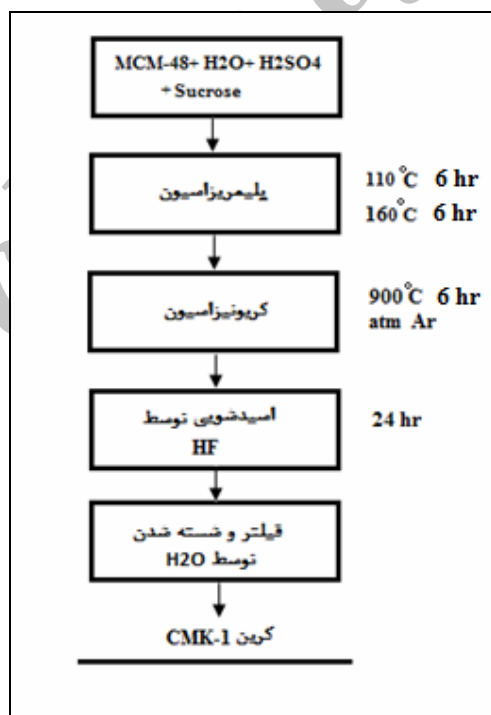 MCM-48+ H2O+ H2SO4
+ Sucrose
پلیمریزاسیون
110°C 6 hr
160°C 6 hr
کربونیزاسیون
900°C 6 hr
atm Ar
اسیدشویی توسط
HF
24 hr
فیلتر و شسته شدن
توسط H2O
کربن CMK-1